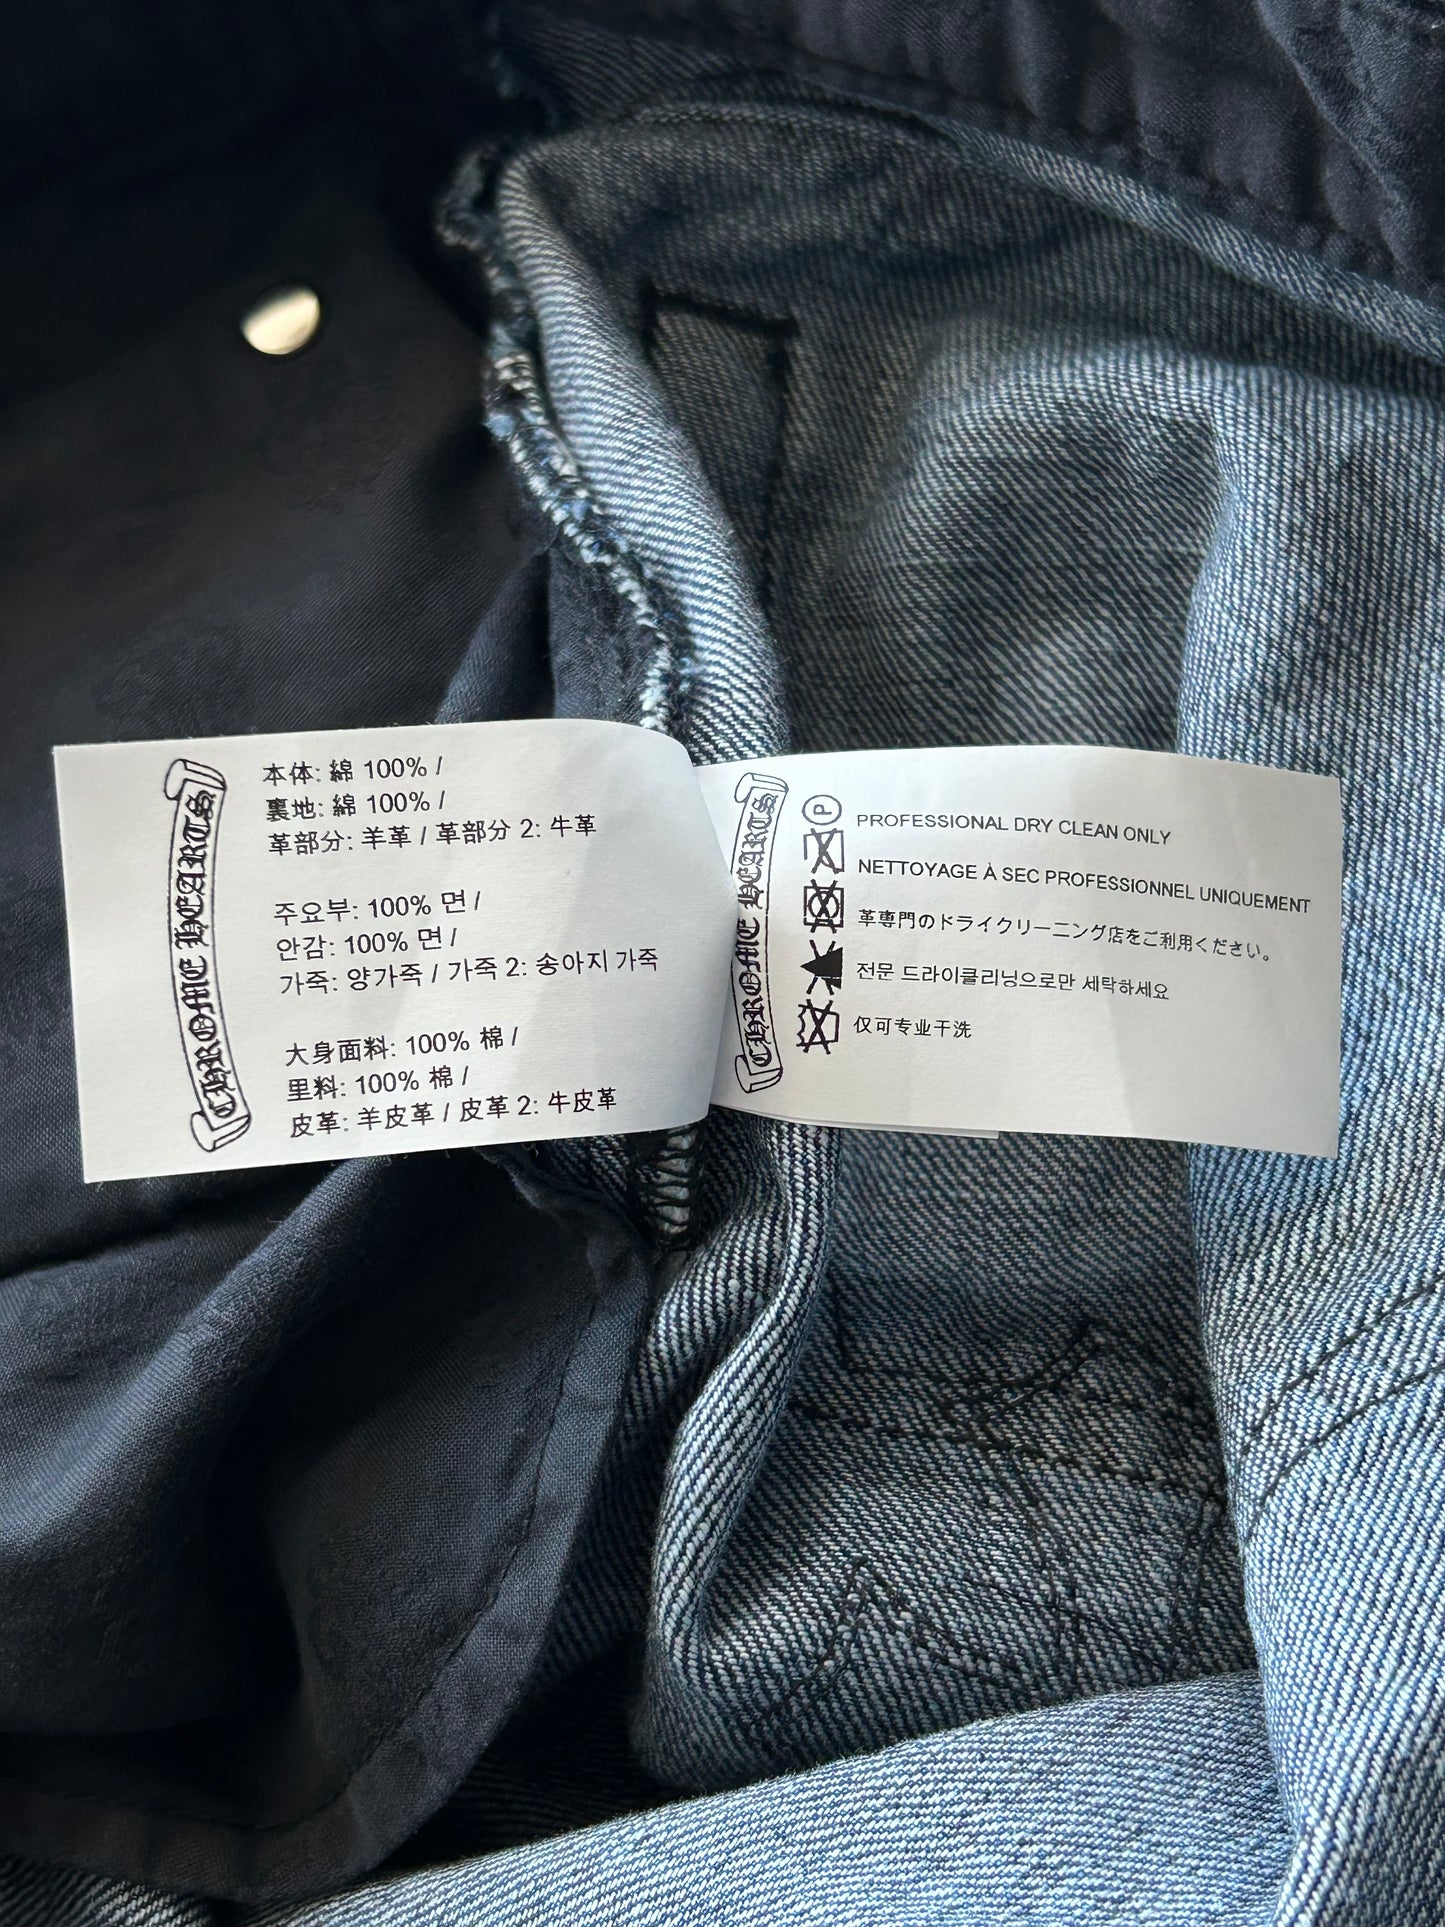 CHROME HEARTS
本体: 綿 100% /
裏地: 綿 100% /
革部分: 羊革 / 革部分 2: 牛革
주요부: 100% 면 /
안감: 100% 면 /
가죽: 양가죽 / 가죽 2: 송아지 가죽
大身面料: 100% 棉 /
里料: 100% 棉 /
皮革: 羊皮革 / 皮革 2: 牛皮革
CHROME HEARTS
P
PROFESSIONAL DRY CLEAN ONLY
NETTOYAGE À SEC PROFESSIONNEL UNIQUEMENT
革専門のドライクリーニング店をご利用ください。
전문 드라이클리닝으로만 세탁하세요
仅可专业干洗